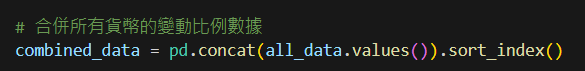 # 合併所有貨幣的變動比例數據
combined_data = pd.concat(all_data.values()).sort_index()